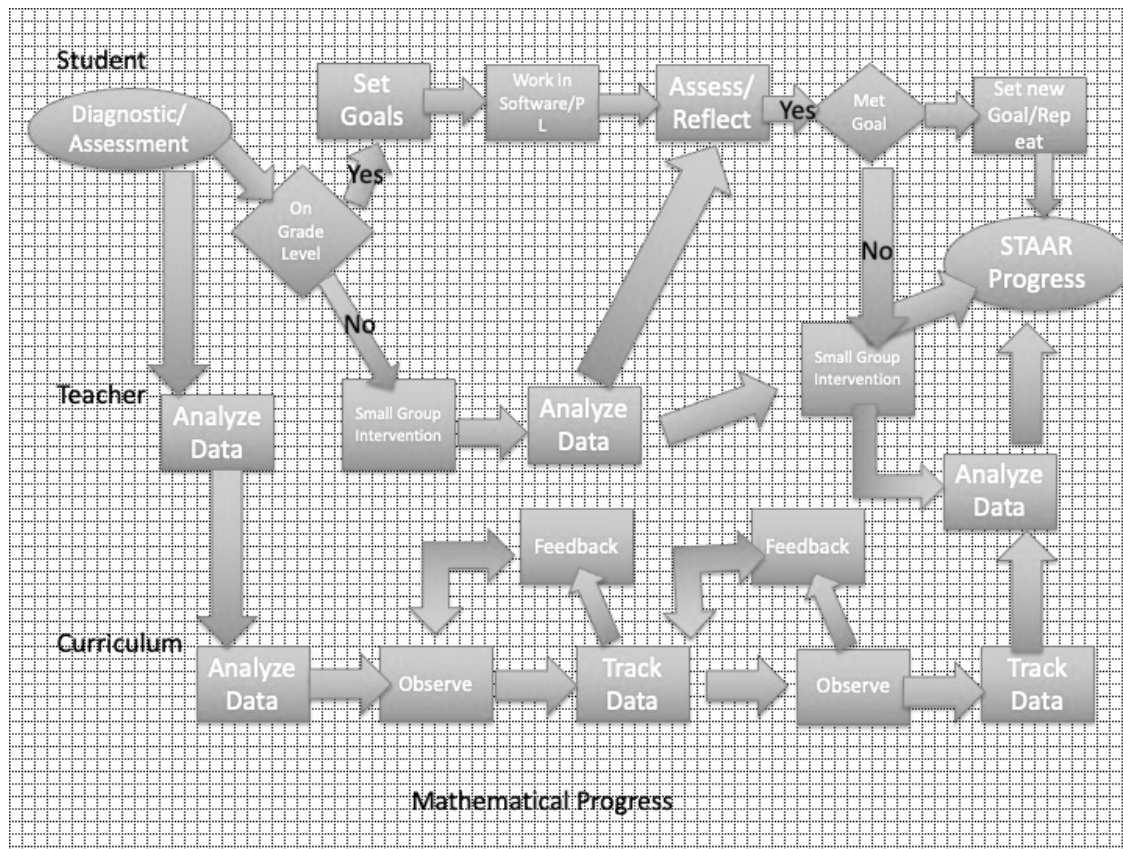 Student
Diagnostic/
Assessment
On
Grade
Level
Yes
No
Set
Goals
Work in
Software/P
L
Assess/
Reflect
Yes
Met
Goal
No
Set new
Goal/Rep
eat
STAAR
Progress
Teacher
Analyze
Data
Small Group
Intervention
Analyze
Data
Small Group
Intervention
Analyze
Data
Feedback
Feedback
Curriculum
Analyze
Data
Observe
Track
Data
Observe
Track
Data
Mathematical Progress